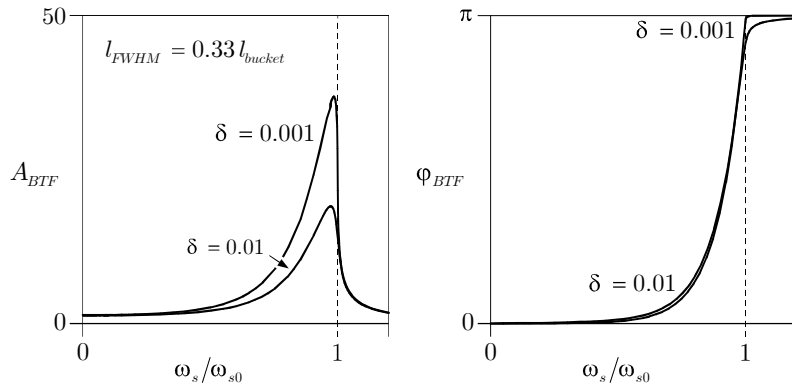 50
l_FWHM = 0.33 l_bucket
δ = 0.001
A_BTF
δ = 0.01
0
0
1
ω_s/ω_s0
π
δ = 0.001
φ_BTF
δ = 0.01
0
0
1
ω_s/ω_s0